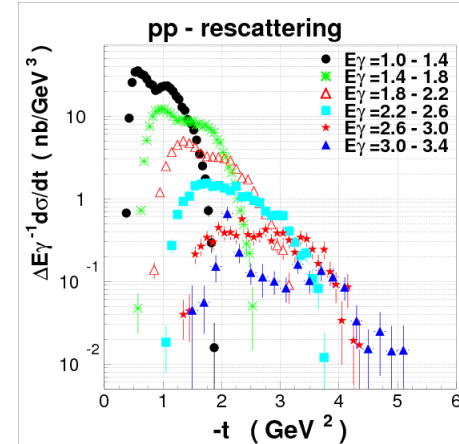 pp - rescattering
Eγ=1.0 - 1.4
Eγ=1.4 - 1.8
Eγ=1.8 - 2.2
Eγ=2.2 - 2.6
Eγ=2.6 - 3.0
Eγ=3.0 - 3.4
ΔEγ⁻¹dσ/dt ( nb/GeV³ )
10
1
10⁻¹
10⁻²
0 1 2 3 4 5 6
-t ( GeV² )